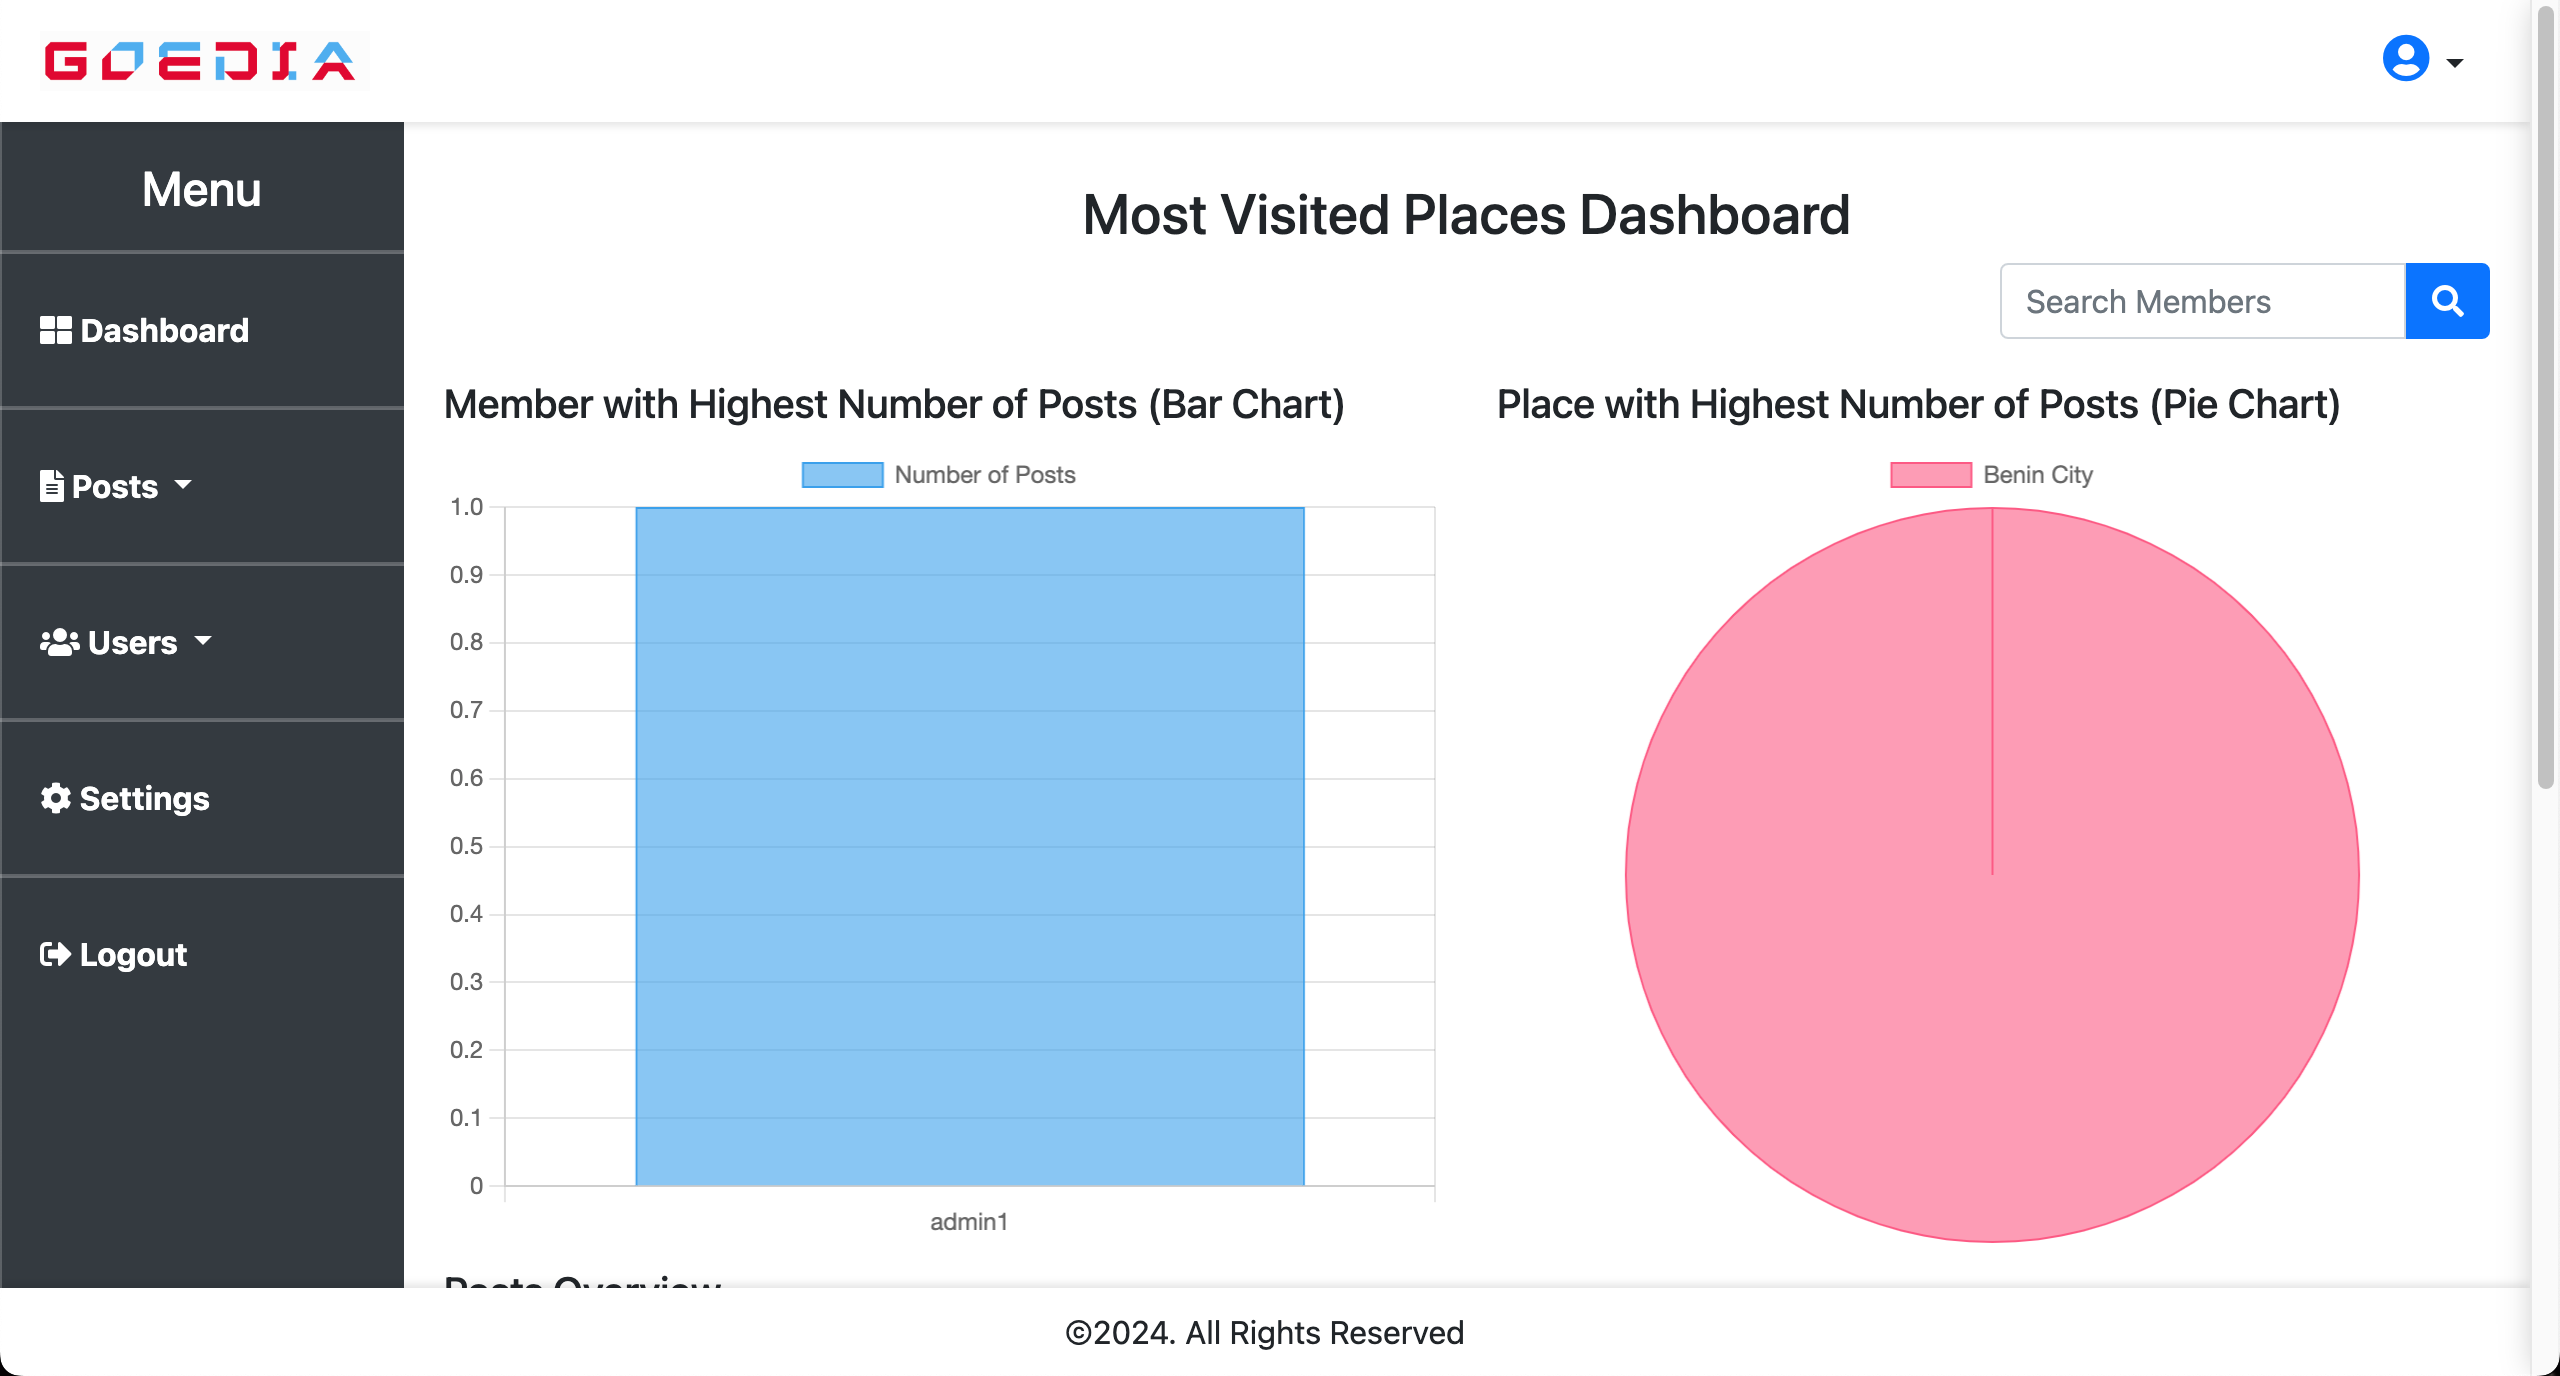 GOEDIA
Menu
Dashboard
Posts
Users
Settings
Logout
Most Visited Places Dashboard
Search Members
Member with Highest Number of Posts (Bar Chart)
Number of Posts
1.0
0.9
0.8
0.7
0.6
0.5
0.4
0.3
0.2
0.1
0
admin1
Place with Highest Number of Posts (Pie Chart)
Benin City
Posts Overview
©2024. All Rights Reserved